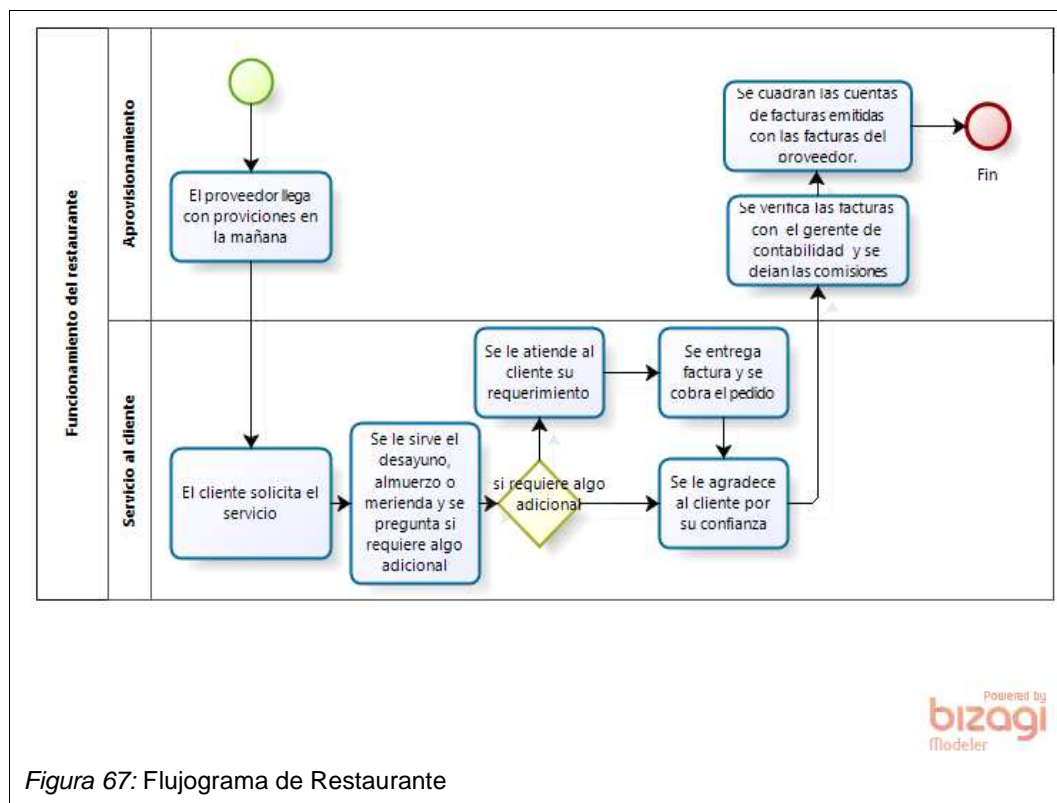 Funcionamiento del restaurante
Aprovisionamiento
El proveedor llega
con proviciones en
la mañana
Se cuadran las cuentas
de facturas emitidas
con las facturas del
proveedor.
Fin
Se verifica las facturas
con el gerente de
contabilidad y se
dejan las comisiones
Servicio al cliente
El cliente solicita el
servicio
Se le sirve el
desayuno,
almuerzo o
merienda y se
pregunta si
requiere algo
adicional
si requiere algo
adicional
Se le atiende al
cliente su
requerimiento
Se entrega
factura y se
cobra el pedido
Se le agradece
al cliente por
su confianza
Powered by
bizagi
Modeler
Figura 67: Flujograma de Restaurante